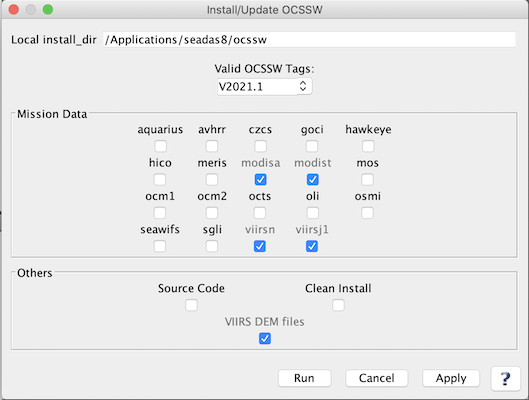 Install/Update OCSSW
Local install_dir /Applications/seadas8/ocssw
Valid OCSSW Tags:
V2021.1
Mission Data
aquarius avhrr czcs goci hawkeye
hico meris modisa modist mos
ocm1 ocm2 octs oli osmi
seawifs sgli viirsn viirsj1
Others
Source Code Clean Install
VIIRS DEM files
Run Cancel Apply ?